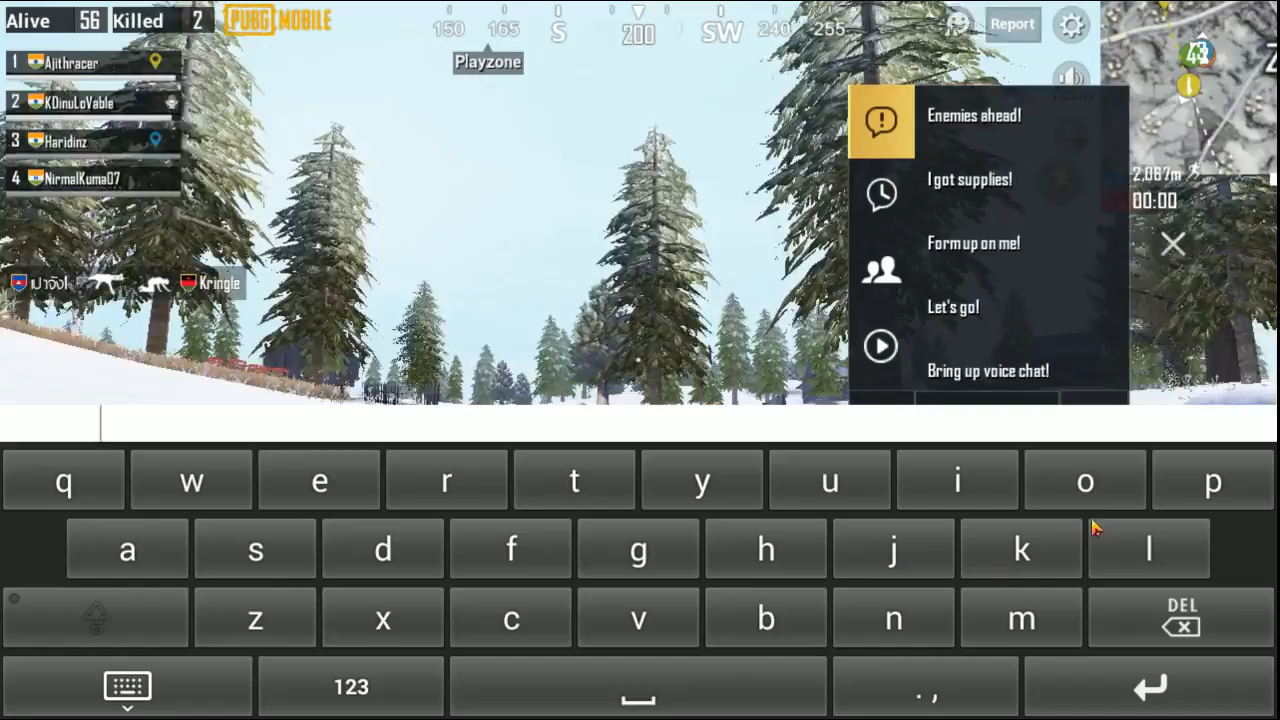 Alive 56 Killed 2
PUBG MOBILE
150 165 S 200 SW 240 255
Playzone
Report
1 Ajithracer
2 KDinuLoVable
3 Haridinz
4 NirmalKuma07
Kringle
Enemies ahead!
I got supplies!
Form up on me!
Let's go!
Bring up voice chat!
2,067m
00:00
q w e r t y u i o p
a s d f g h j k l
z x c v b n m DEL
123 . ,